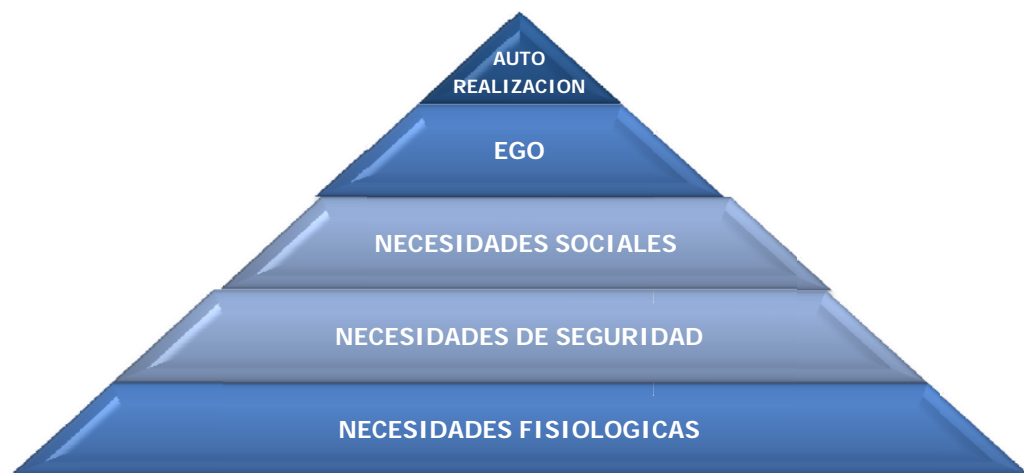 AUTO
REALIZACION
EGO
NECESIDADES SOCIALES
NECESIDADES DE SEGURIDAD
NECESIDADES FISIOLOGICAS